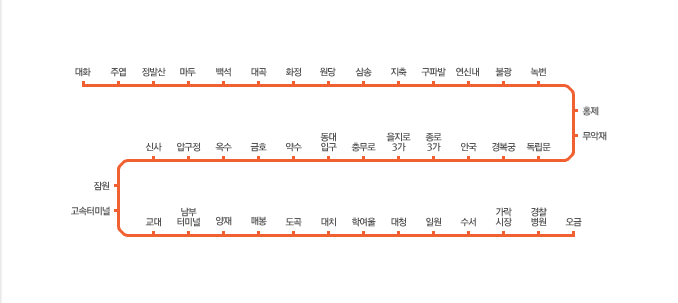 대화 주엽 정발산 마두 백석 대곡 화정 원당 삼송 지축 구파발 연신내 불광 녹번
홍제
무악재
동대 을지로 종로
신사 압구정 옥수 금호 약수 입구 충무로 3가 3가 안국 경복궁 독립문
잠원
고속터미널
남부 가락 경찰
교대 터미널 양재 매봉 도곡 대치 학여울 대청 일원 수서 시장 병원 오금